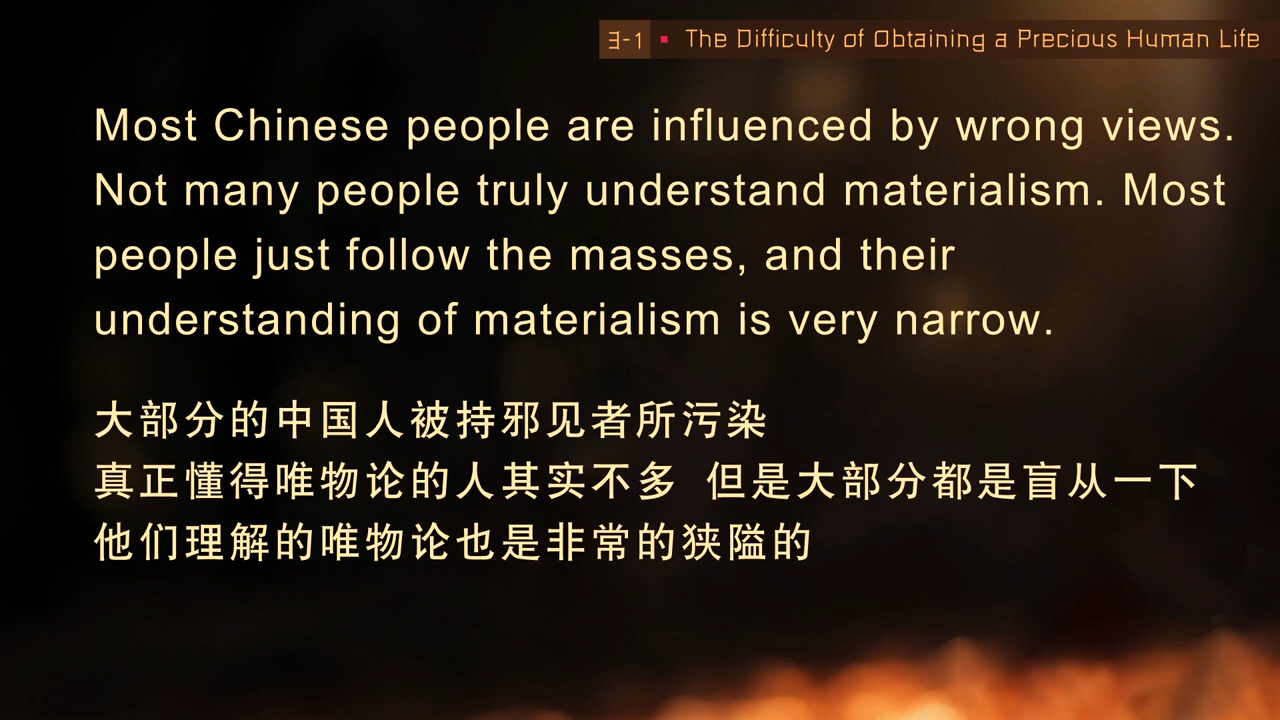 3-1 ▪ The Difficulty of Obtaining a Precious Human Life
Most Chinese people are influenced by wrong views.
Not many people truly understand materialism. Most
people just follow the masses, and their
understanding of materialism is very narrow.
大部分的中国人被持邪见者所污染
真正懂得唯物论的人其实不多 但是大部分都是盲从一下
他们理解的唯物论也是非常的狭隘的